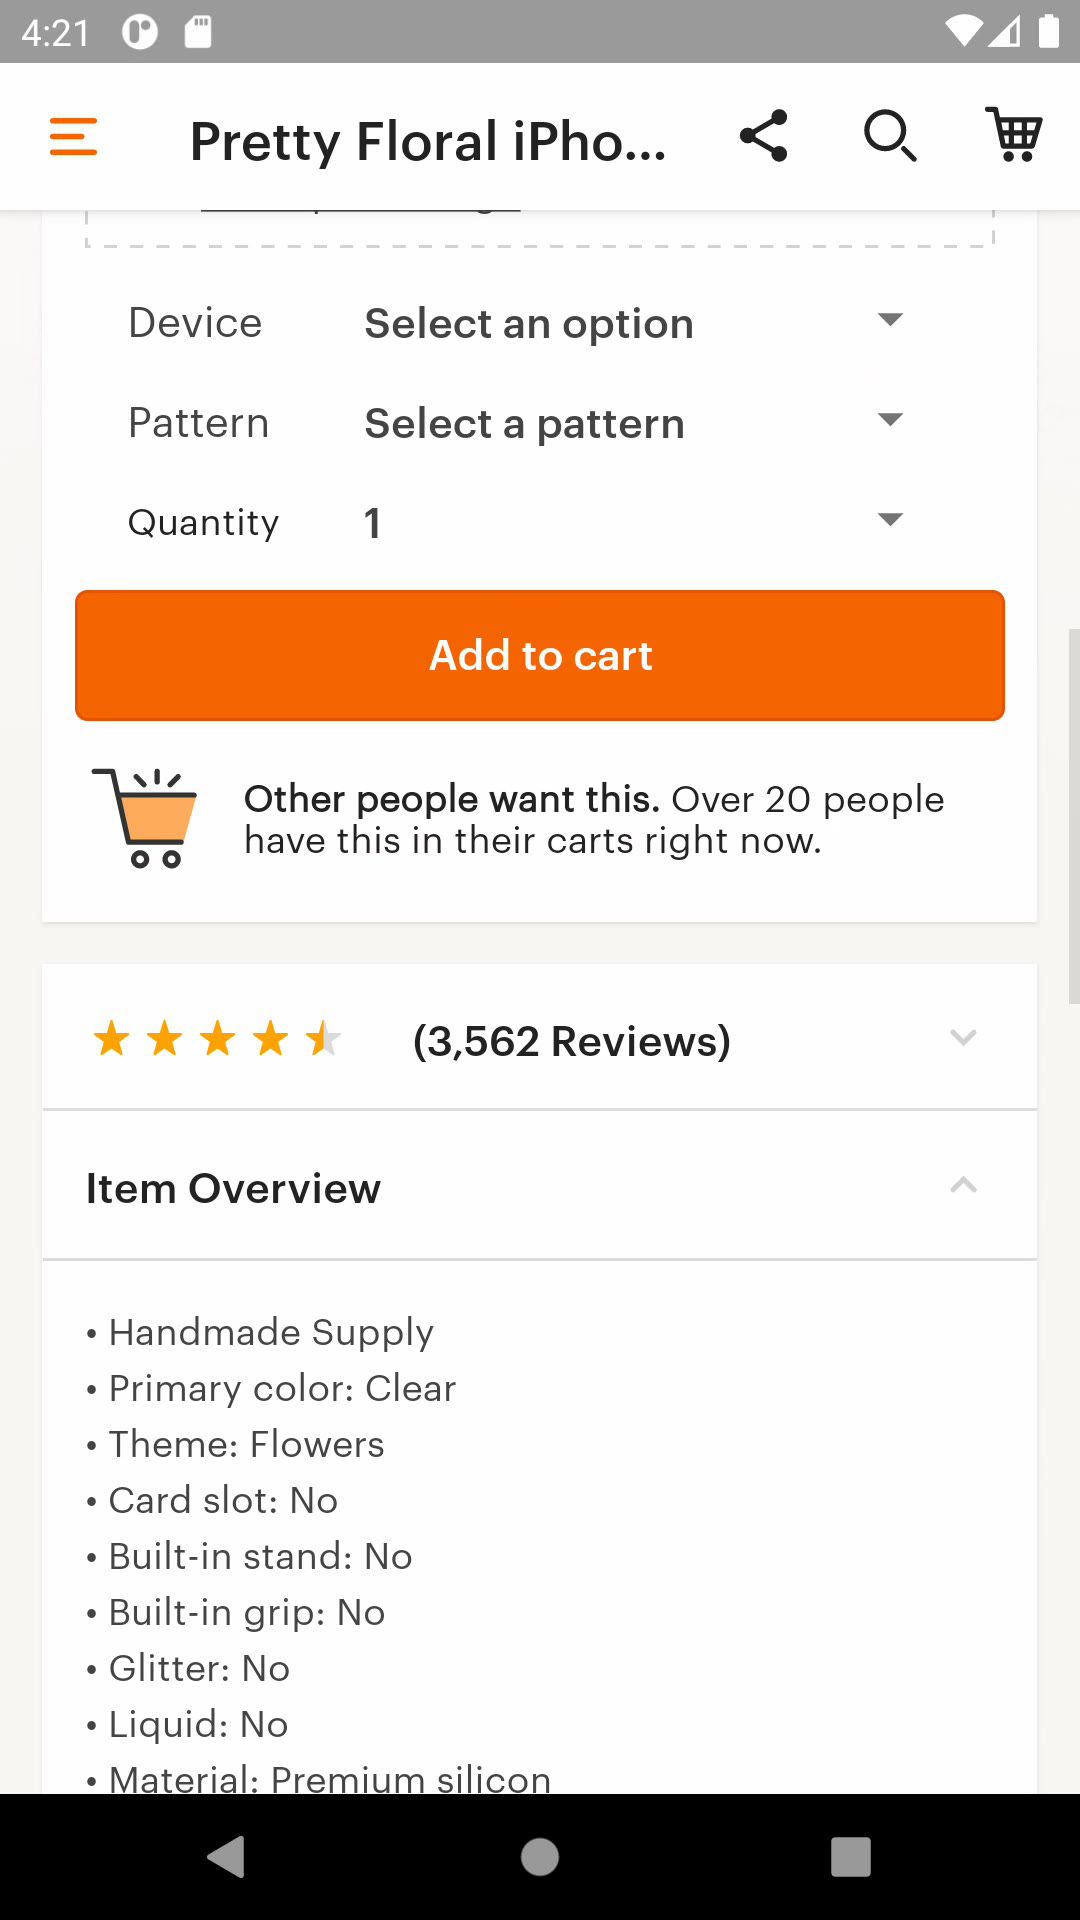 4:21
Pretty Floral iPho...
Device Select an option
Pattern Select a pattern
Quantity 1
Add to cart
Other people want this. Over 20 people
have this in their carts right now.
(3,562 Reviews)
Item Overview
• Handmade Supply
• Primary color: Clear
• Theme: Flowers
• Card slot: No
• Built-in stand: No
• Built-in grip: No
• Glitter: No
• Liquid: No
• Material: Premium silicon